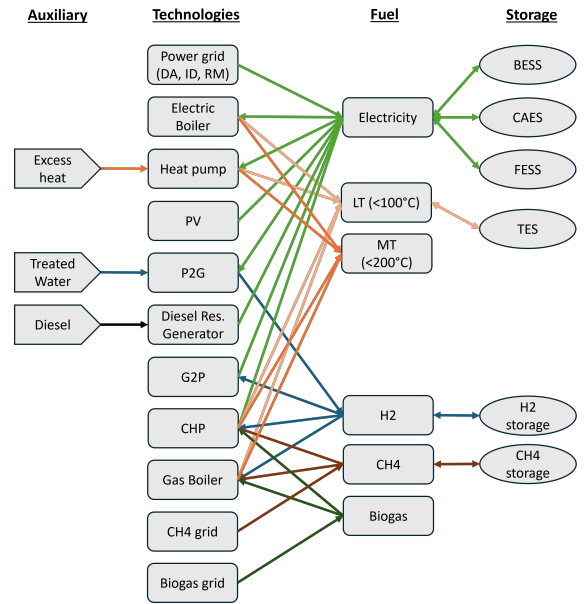 Auxiliary
Technologies
Fuel
Storage
Power grid
(DA, ID, RM)
Electric
Boiler
Excess
heat
Heat pump
PV
Treated
Water
P2G
Diesel
Diesel Res.
Generator
G2P
CHP
Gas Boiler
CH4 grid
Biogas grid
Electricity
LT (<100°C)
MT
(<200°C)
H2
CH4
Biogas
BESS
CAES
FESS
TES
H2
storage
CH4
storage